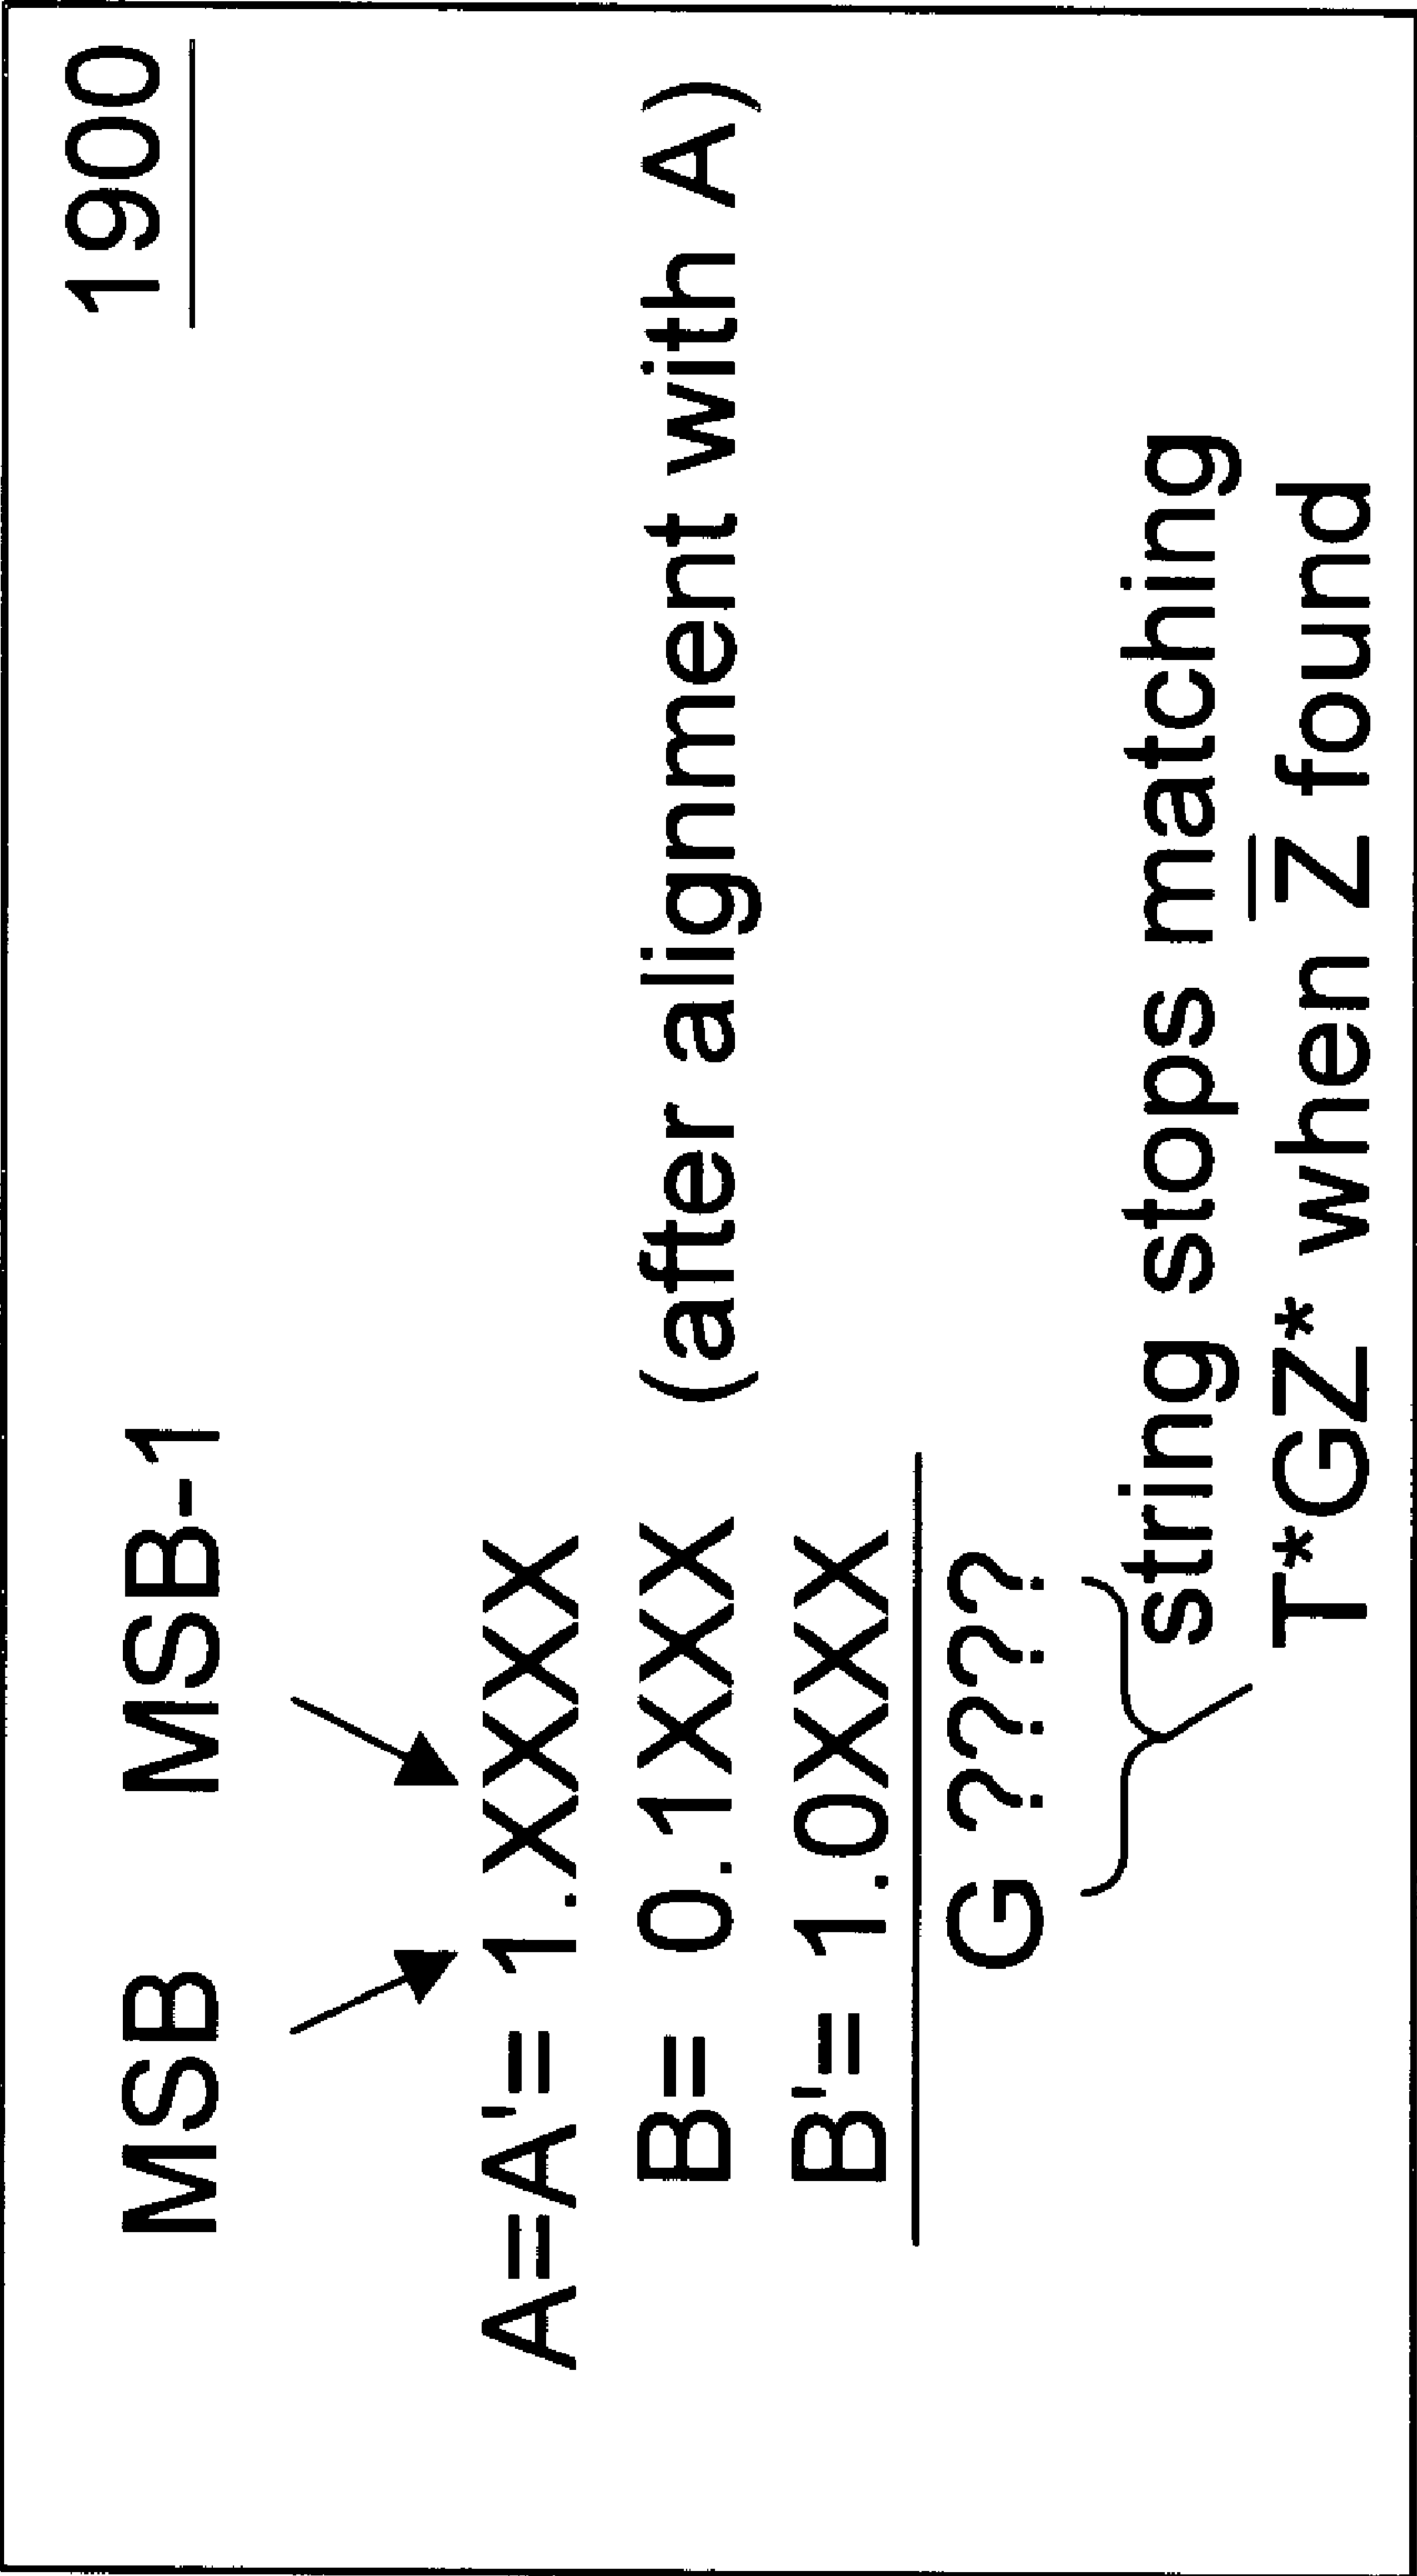 1900
MSB MSB-1
A=A'= 1.XXXX
B= 0.1XXX (after alignment with A)
B'= 1.0XXX
G ????
string stops matching
T*GZ* when Z̅ found